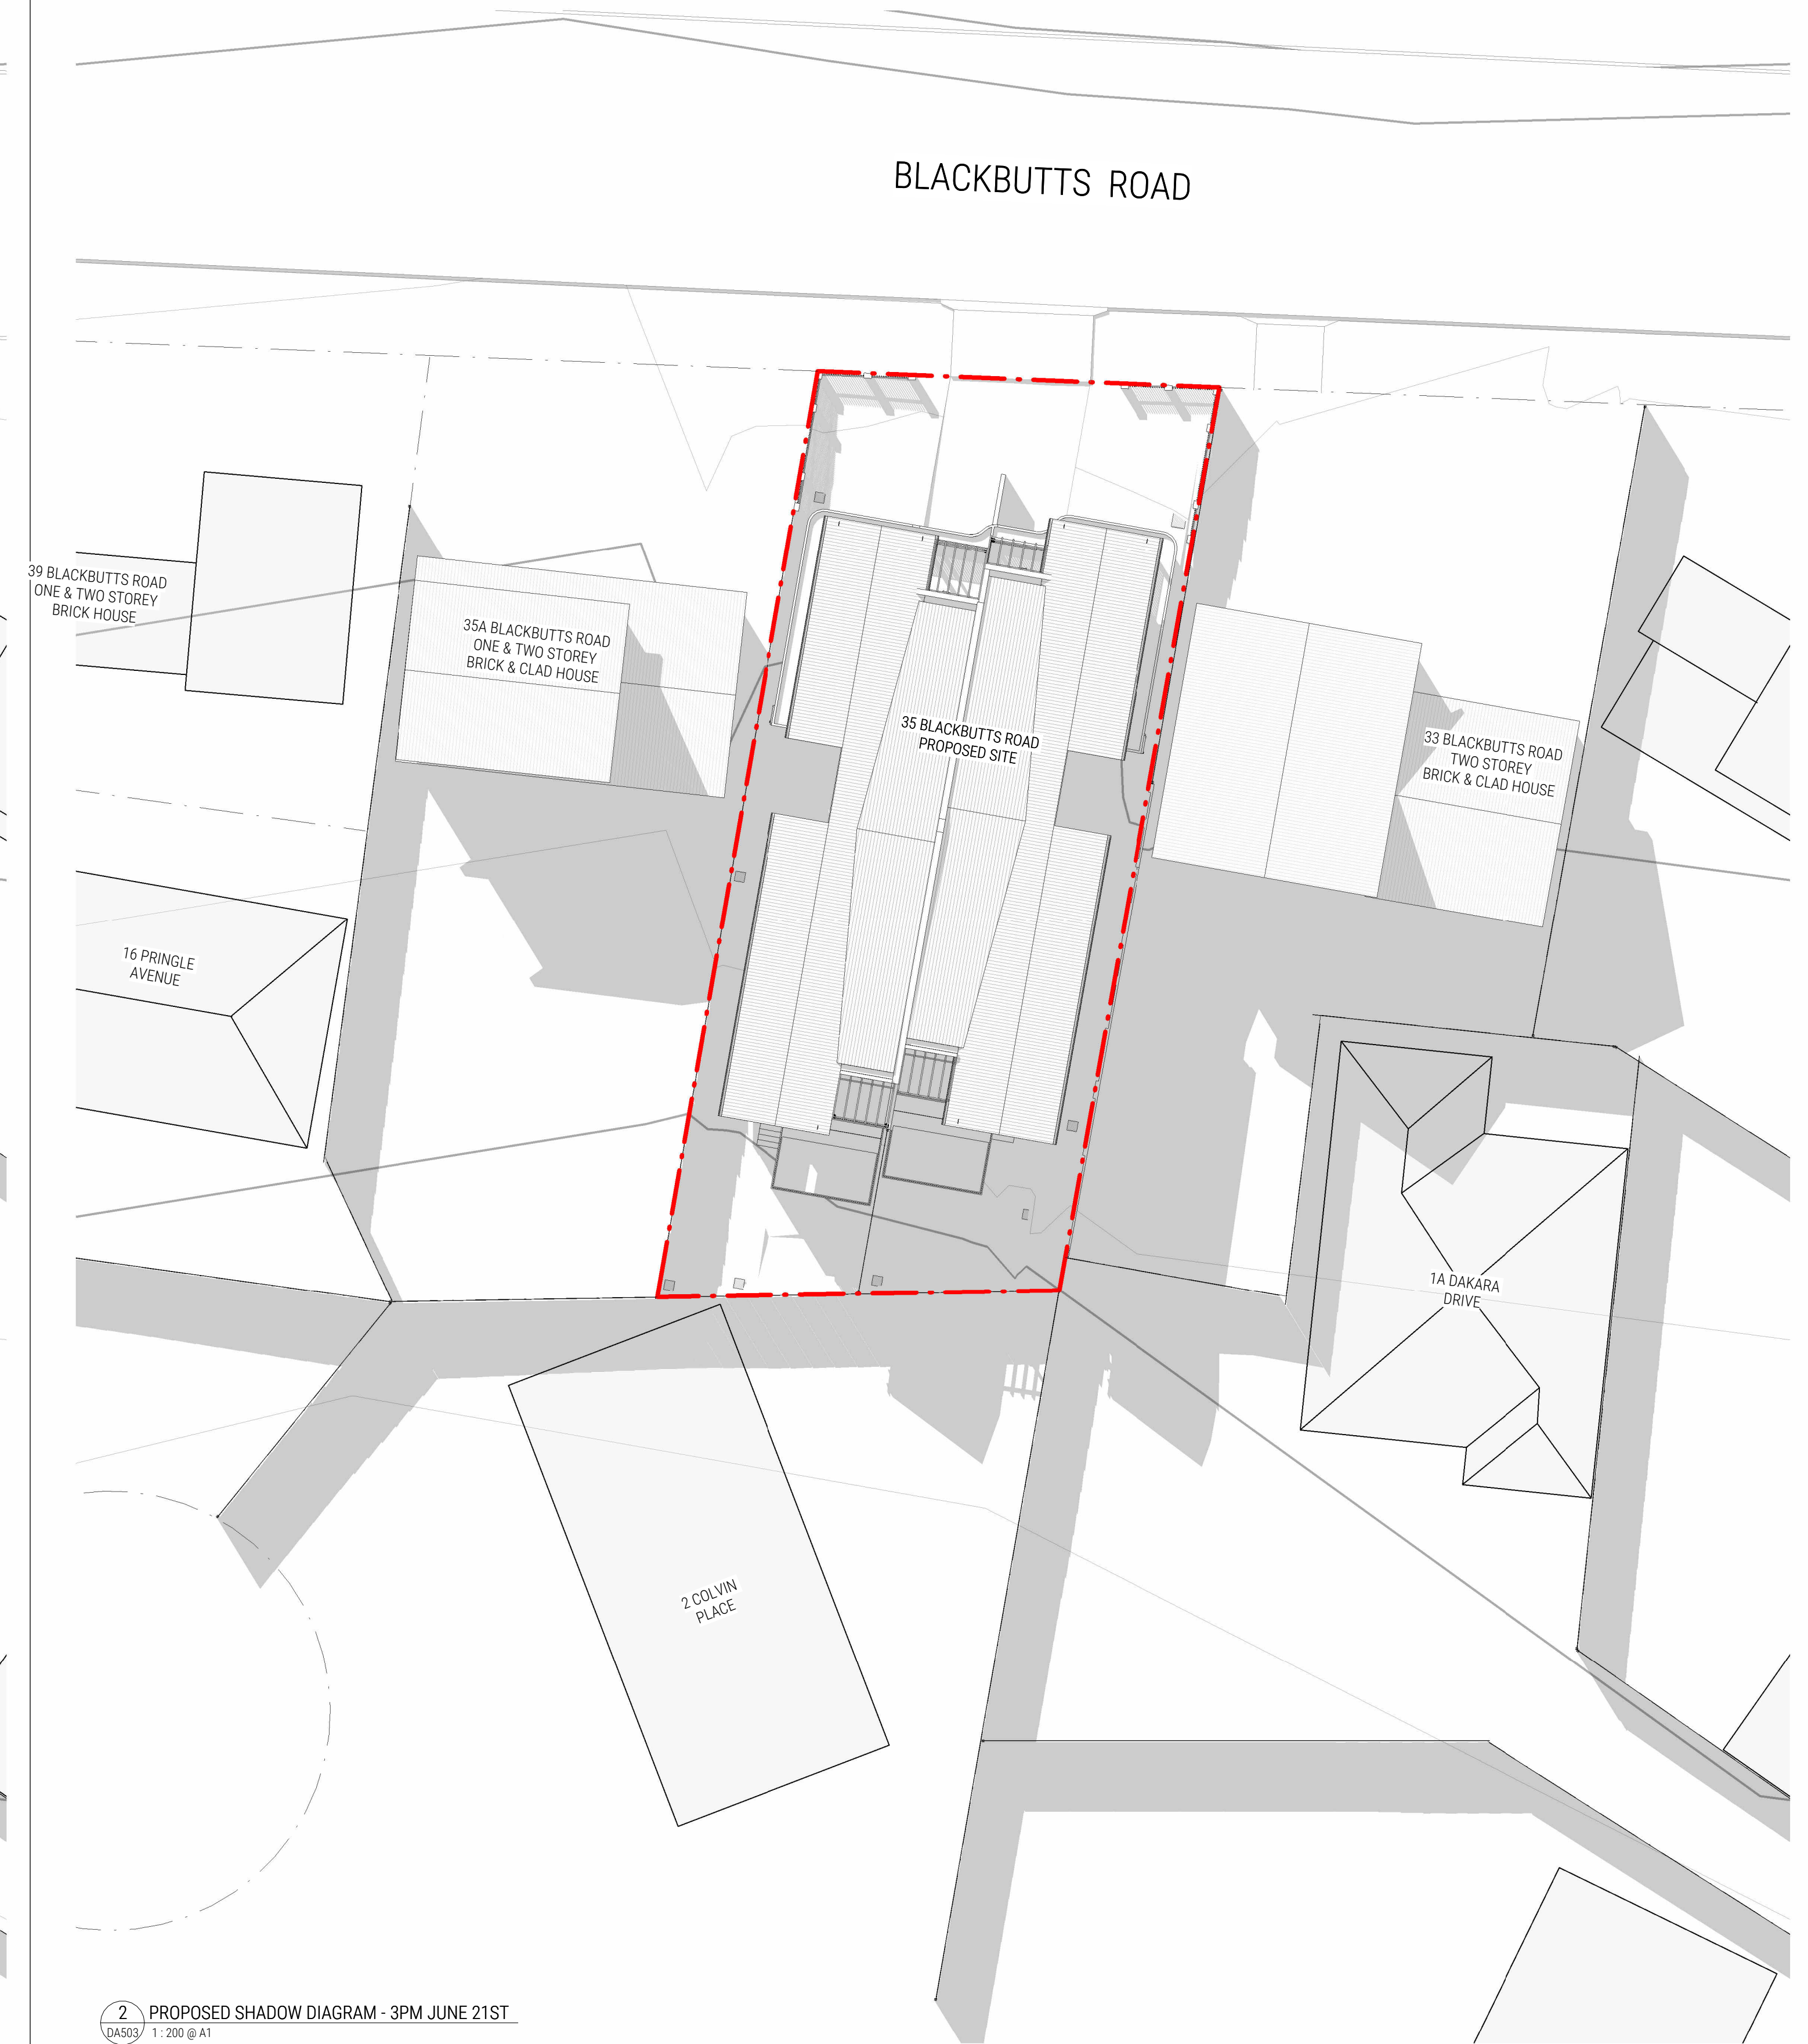 BLACKBUTTS ROAD
39 BLACKBUTTS ROAD
ONE & TWO STOREY
BRICK HOUSE
35A BLACKBUTTS ROAD
ONE & TWO STOREY
BRICK & CLAD HOUSE
35 BLACKBUTTS ROAD
PROPOSED SITE
33 BLACKBUTTS ROAD
TWO STOREY
BRICK & CLAD HOUSE
16 PRINGLE
AVENUE
1A DAKARA
DRIVE
2 COLVIN
PLACE
2
PROPOSED SHADOW DIAGRAM - 3PM JUNE 21ST
DA503
1 : 200 @ A1